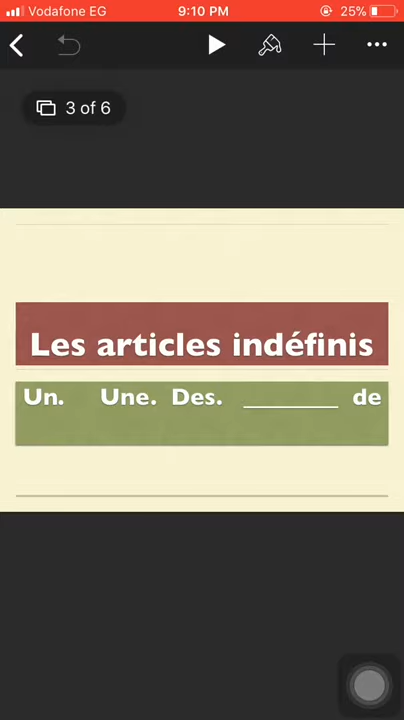 Vodafone EG 9:10 PM 25%
3 of 6
Les articles indéfinis
Un. Une. Des. ________ de